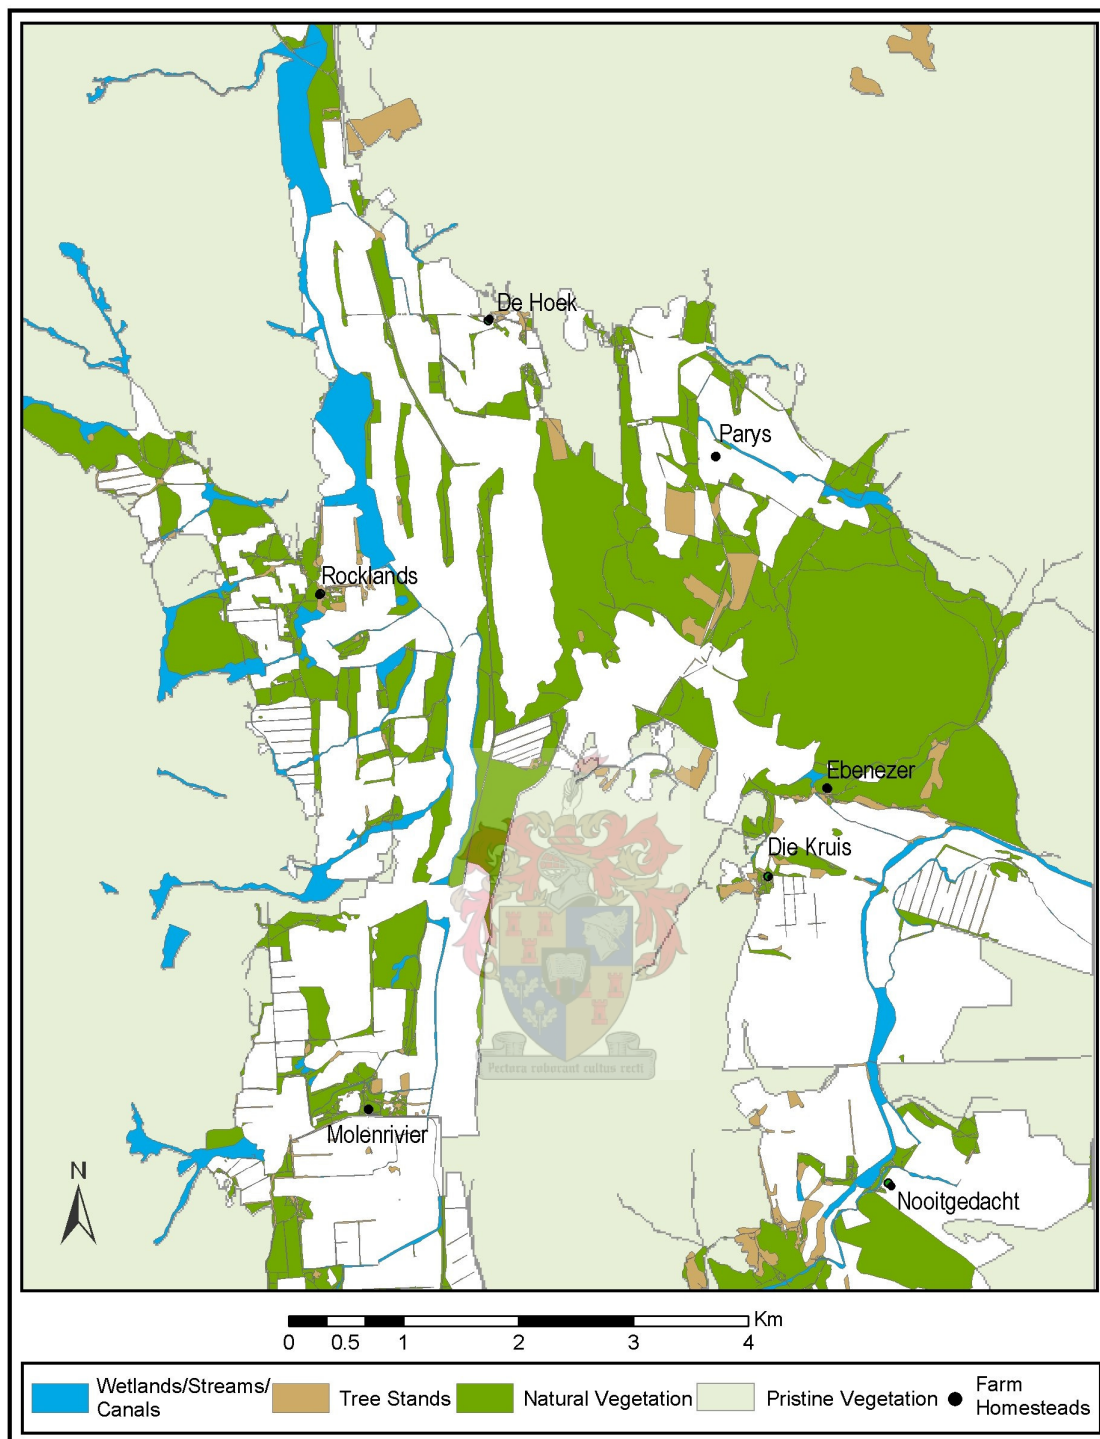 De Hoek
Parys
Rocklands
Ebenezer
Die Kruis
Pectora roborant cultus recti
Molenrivier
N
Nooitgedacht
Km
0 0.5 1 2 3 4
Wetlands/Streams/
Canals
Tree Stands
Natural Vegetation
Pristine Vegetation
Farm
Homesteads